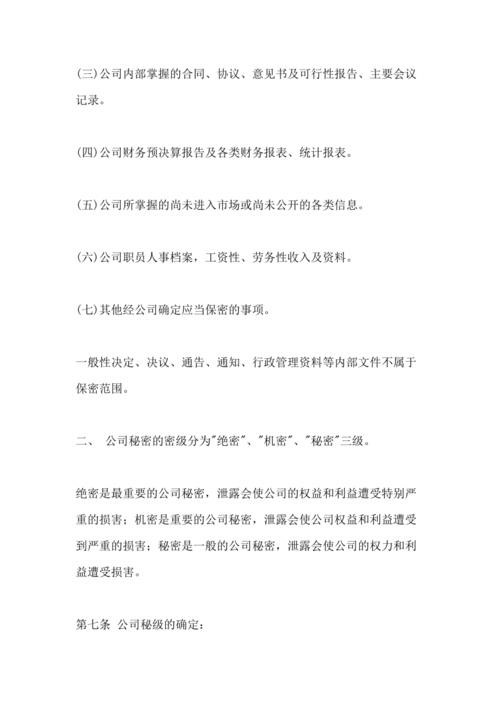 (三)公司内部掌握的合同、协议、意见书及可行性报告、主要会议
记录。
(四)公司财务预决算报告及各类财务报表、统计报表。
(五)公司所掌握的尚未进入市场或尚未公开的各类信息。
(六)公司职员人事档案，工资性、劳务性收入及资料。
(七)其他经公司确定应当保密的事项。
一般性决定、决议、通告、通知、行政管理资料等内部文件不属于
保密范围。
二、 公司秘密的密级分为"绝密"、"机密"、"秘密"三级。
绝密是最重要的公司秘密，泄露会使公司的权益和利益遭受特别严
重的损害；机密是重要的公司秘密，泄露会使公司权益和利益遭受
到严重的损害；秘密是一般的公司秘密，泄露会使公司的权力和利
益遭受损害。
第七条 公司秘级的确定：